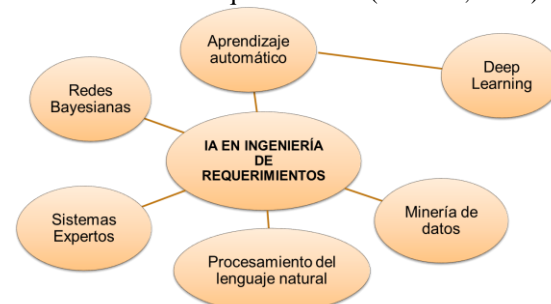 Aprendizaje
automático
Deep
Learning
Redes
Bayesianas
IA EN INGENIERÍA
DE
REQUERIMIENTOS
Sistemas
Expertos
Minería de
datos
Procesamiento del
lenguaje natural